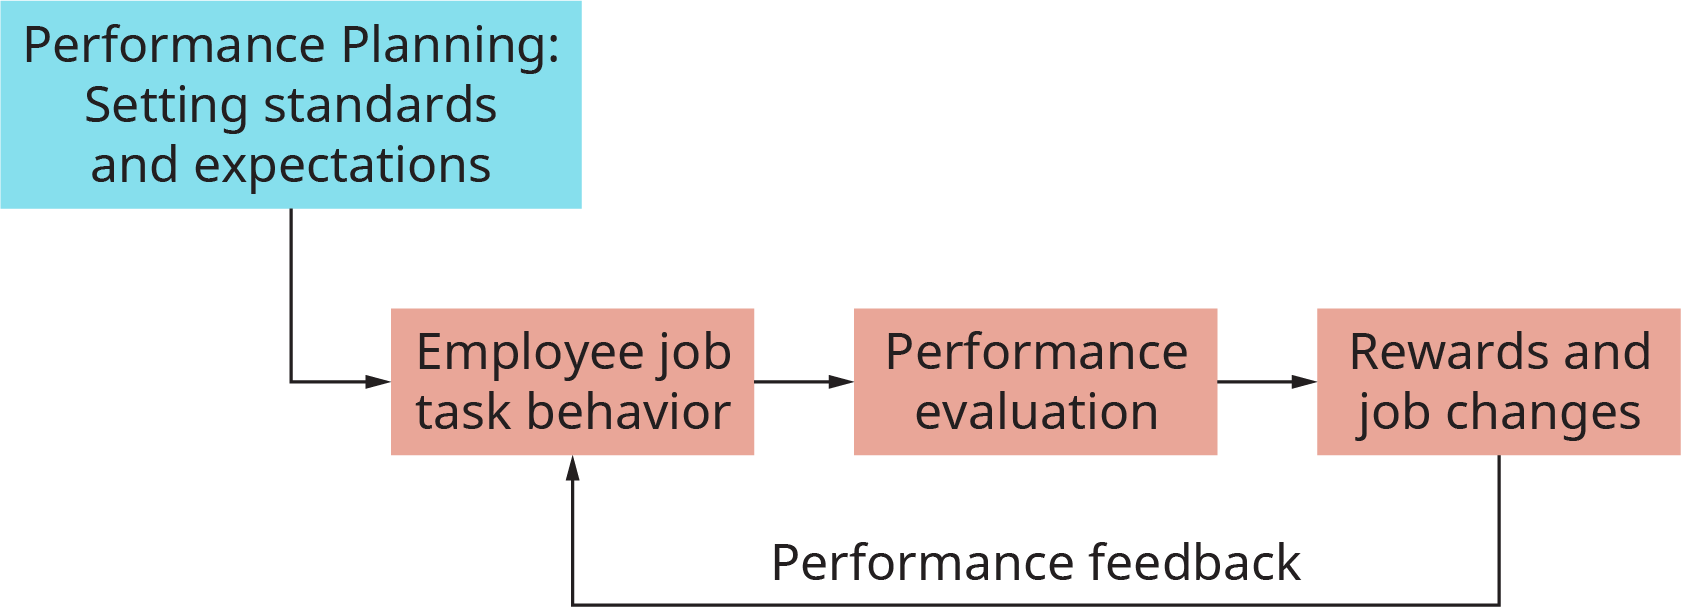 Performance Planning:
Setting standards
and expectations
Employee job
task behavior
Performance
evaluation
Rewards and
job changes
Performance feedback